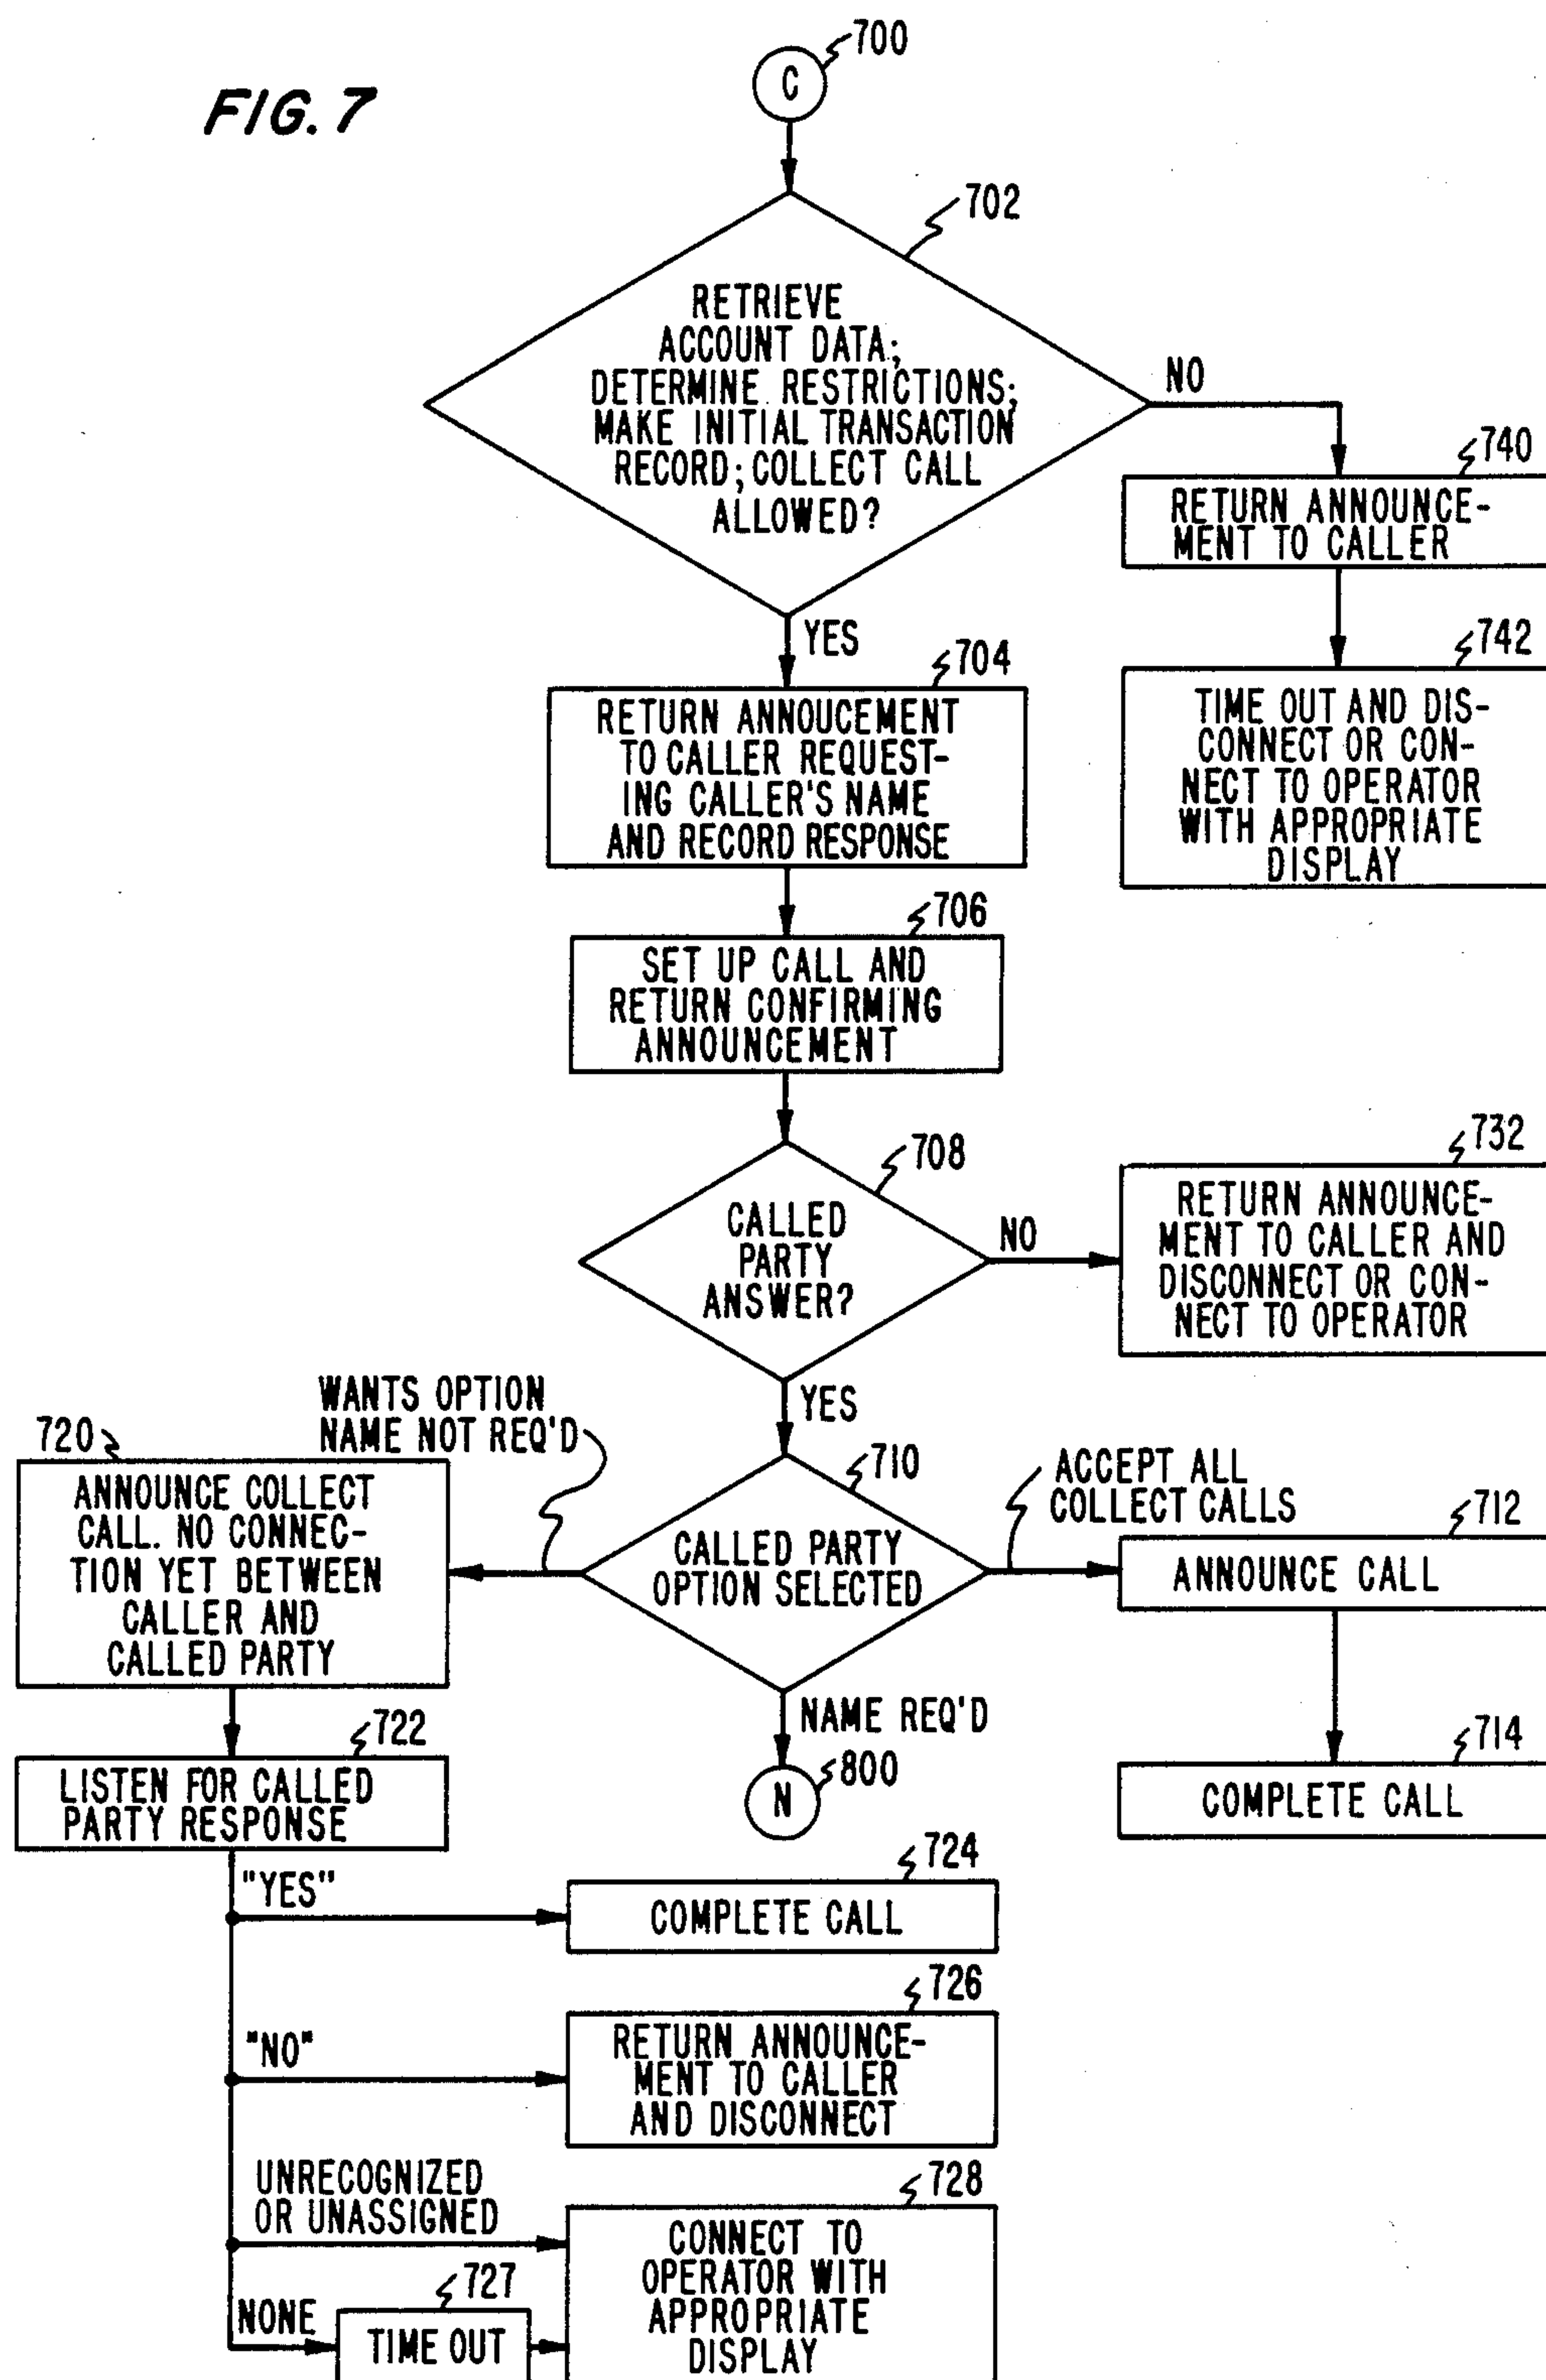 FIG. 7
700
C
702
RETRIEVE
ACCOUNT DATA;
DETERMINE RESTRICTIONS;
MAKE INITIAL TRANSACTION
RECORD; COLLECT CALL
ALLOWED?
NO
740
RETURN ANNOUNCE-
MENT TO CALLER
742
TIME OUT AND DIS-
CONNECT OR CON-
NECT TO OPERATOR
WITH APPROPRIATE
DISPLAY
YES
704
RETURN ANNOUCEMENT
TO CALLER REQUEST-
ING CALLER'S NAME
AND RECORD RESPONSE
706
SET UP CALL AND
RETURN CONFIRMING
ANNOUNCEMENT
708
CALLED
PARTY
ANSWER?
NO
732
RETURN ANNOUNCE-
MENT TO CALLER AND
DISCONNECT OR CON-
NECT TO OPERATOR
YES
WANTS OPTION
NAME NOT REQ'D
710
CALLED PARTY
OPTION SELECTED
ACCEPT ALL
COLLECT CALLS
712
ANNOUNCE CALL
714
COMPLETE CALL
NAME REQ'D
800
N
720
ANNOUNCE COLLECT
CALL. NO CONNEC-
TION YET BETWEEN
CALLER AND
CALLED PARTY
722
LISTEN FOR CALLED
PARTY RESPONSE
"YES"
724
COMPLETE CALL
"NO"
726
RETURN ANNOUNCE-
MENT TO CALLER
AND DISCONNECT
UNRECOGNIZED
OR UNASSIGNED
728
CONNECT TO
OPERATOR WITH
APPROPRIATE
DISPLAY
NONE
727
TIME OUT